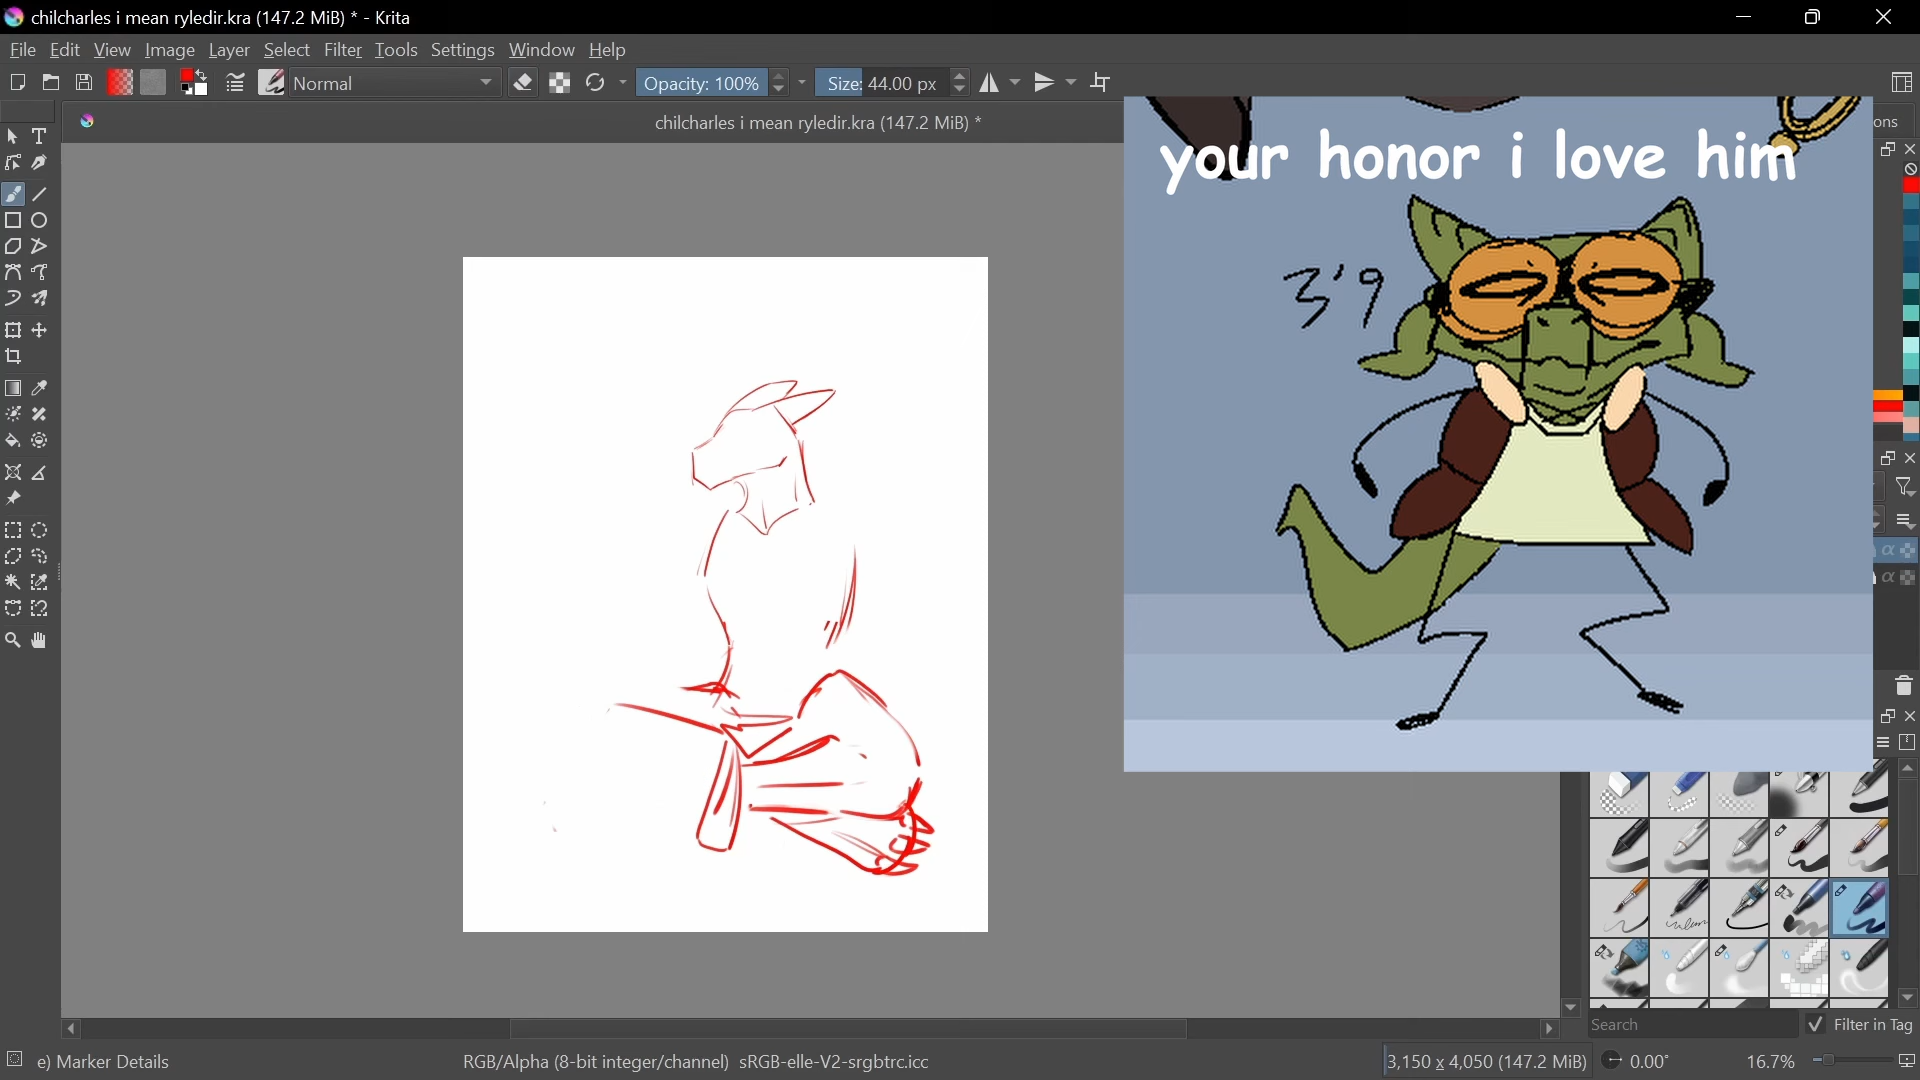 chilcharles i mean ryledir.kra (147.2 MiB) * - Krita
File Edit View Image Layer Select Filter Tools Settings Window Help
Normal Opacity: 100% Size: 44.00 px
chilcharles i mean ryledir.kra (147.2 MiB) *
ons
your honor i love him
3'9
Search Filter in Tag
e) Marker Details RGB/Alpha (8-bit integer/channel) sRGB-elle-V2-srgbtrc.icc 3,150 x 4,050 (147.2 MiB) 0.00° 16.7%